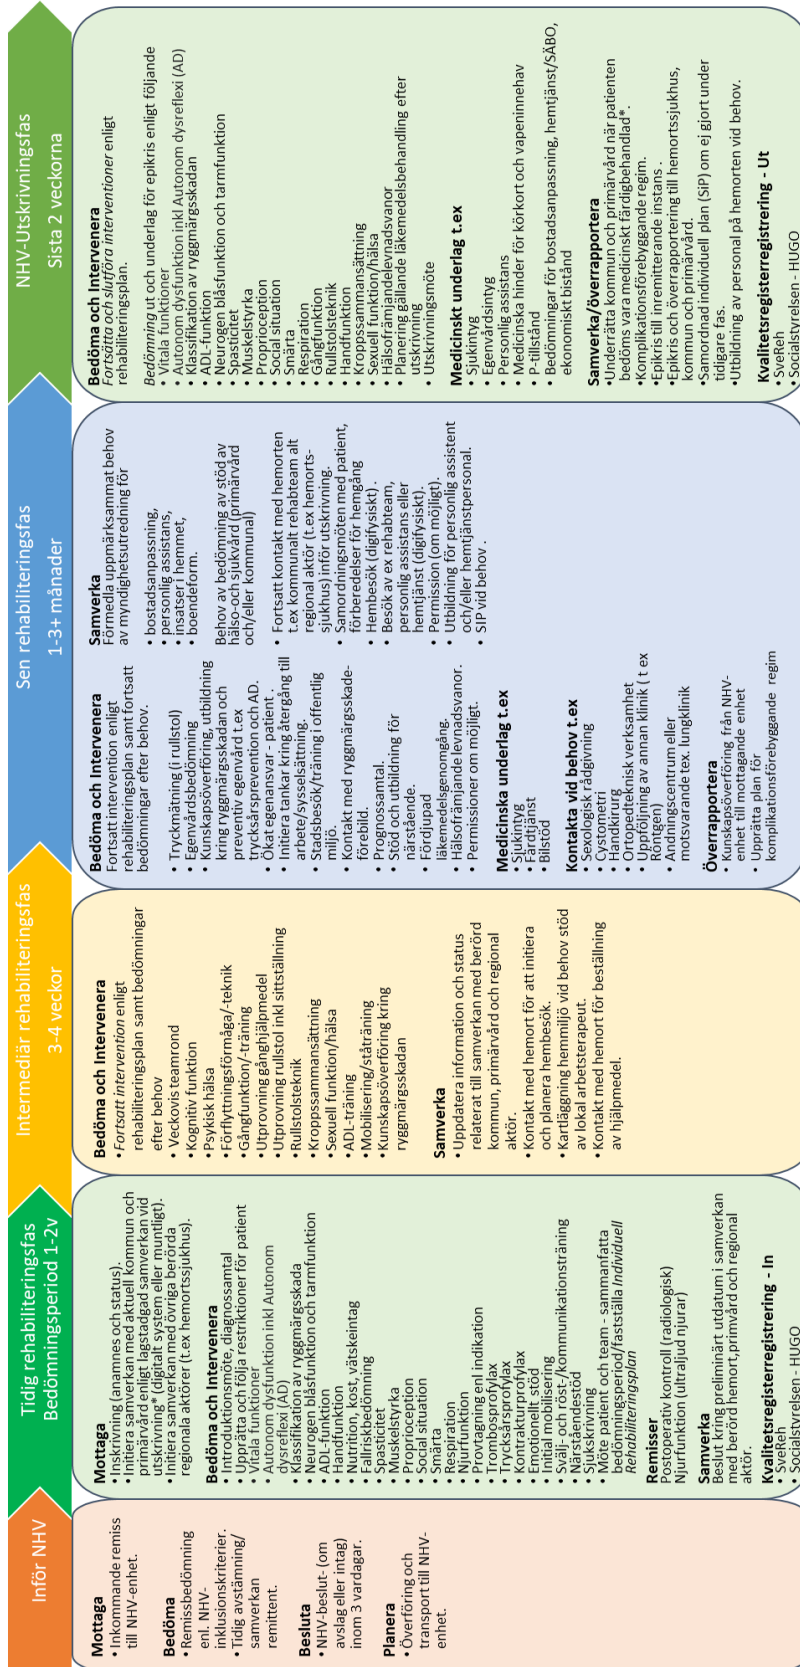 Inför NHV
Mottaga
• Inkommande remiss
till NHV-enhet.
Bedöma
• Remissbedömning
enl. NHV-
inklusionskriterier.
• Tidig avstämning/
samverkan
remittent.
Besluta
• NHV-beslut- (om
avslag eller intag)
inom 3 vardagar.
Planera
• Överföring och
transport till NHV-
enhet.
Tidig rehabiliteringsfas
Bedömningsperiod 1-2v
Mottaga
• Inskrivning (anamnes och status).
• Initiera samverkan med aktuell kommun och
primärvård enligt lagstadgad samverkan vid
utskrivning* (digitalt system eller muntligt).
• Initiera samverkan med övriga berörda
regionala aktörer (t.ex hemortssjukhus).
Bedöma och Intervenera
• Introduktionsmöte, diagnossamtal
• Upprätta och följa restriktioner för patient
• Vitala funktioner
• Autonom dysfunktion inkl Autonom
dysreflexi (AD)
• Klassifikation av ryggmärgsskada
• Neurogen blåsfunktion och tarmfunktion
• ADL-funktion
• Handfunktion
• Nutrition, kost, vätskeintag
• Fallriskbedömning
• Spasticitet
• Muskelstyrka
• Proprioception
• Social situation
• Smärta
• Respiration
• Njurfunktion
• Provtagning enl indikation
• Trombosprofylax
• Trycksårsprofylax
• Kontrakturprofylax
• Emotionellt stöd
• Initial mobilisering
• Svälj- och röst-/kommunikationsträning
• Närståendestöd
• Sjukskrivning
• Möte patient och team - sammanfatta
bedömningsperiod/fastställa Individuell
Rehabiliteringsplan
Remisser
Postoperativ kontroll (radiologisk)
Njurfunktion (ultraljud njurar)
Samverka
Beslut kring preliminärt utdatum i samverkan
med berörd hemort,primvård och regional
aktör.
Kvalitetsregisterregistrering - In
• SveReh
• Socialstyrelsen - HUGO
Intermediär rehabiliteringsfas
3-4 veckor
Bedöma och Intervenera
• Fortsatt intervention enligt
rehabiliteringsplan samt bedömningar
efter behov
• Veckovis teamrond
• Kognitiv funktion
• Psykisk hälsa
• Förflyttningsförmåga/-teknik
• Gångfunktion/-träning
• Utprovning gånghjälpmedel
• Utprovning rullstol inkl sittställning
• Rullstolsteknik
• Kroppssammansättning
• Sexuell funktion/hälsa
• ADL-träning
• Mobilisering/ståträning
• Kunskapsöverföring kring
ryggmärgsskadan
Samverka
• Uppdatera information och status
relaterat till samverkan med berörd
kommun, primärvård och regional
aktör.
• Kontakt med hemort för att initiera
och planera hembesök.
• Kartläggning hemmiljö vid behov stöd
av lokal arbetsterapeut.
• Kontakt med hemort för beställning
av hjälpmedel.
Sen rehabiliteringsfas
1-3+ månader
Bedöma och Intervenera
Fortsatt intervention enligt
rehabiliteringsplan samt fortsatt
bedömningar efter behov.
• Tryckmätning (i rullstol)
• Egenvårdsbedömning
• Kunskapsöverföring, utbildning
kring ryggmärgsskadan och
preventiv egenvård t.ex
trycksårsprevention och AD.
• Ökat egenansvar - patient .
• Initiera tankar kring återgång till
arbete/sysselsättning.
• Stadsbesök/träning i offentlig
miljö.
• Kontakt med ryggmärgsskade-
förebild.
• Prognossamtal.
• Stöd och utbildning för
närstående.
• Fördjupad
läkemedelsgenomgång.
• Hälsofrämjande levnadsvanor.
• Permissioner om möjligt.
Medicinska underlag t.ex
• Sjukintyg
• Färdtjänst
• Bilstöd
Kontakta vid behov t.ex
• Sexologisk rådgivning
• Cystometri
• Handkirurg
• Ortopedteknisk verksamhet
• Uppföljning av annan klinik ( t ex
Röntgen)
• Andningscentrum eller
motsvarande tex. lungklinik
Överrapportera
• Kunskapsöverföring från NHV-
enhet till mottagande enhet
• Upprätta plan för
komplikationsförebyggande regim
Samverka
Förmedla uppmärksammat behov
av myndighetsutredning för
• bostadsanpassning,
• personlig assistans,
• insatser i hemmet,
• boendeform.
Behov av bedömning av stöd av
hälso-och sjukvård (primärvård
och/eller kommunal)
• Fortsatt kontakt med hemorten
t.ex kommunalt rehabteam alt
regional aktör (t.ex hemorts-
sjukhus) inför utskrivning.
• Samordningsmöten med patient,
förberedelser för hemgång
• Hembesök (digifysiskt) .
• Besök av ex rehabteam,
personlig assistans eller
hemtjänst (digifysiskt).
• Permission (om möjligt).
• Utbildning för personlig assistent
och/eller hemtjänstpersonal.
• SIP vid behov .
NHV-Utskrivningsfas
Sista 2 veckorna
Bedöma och Intervenera
Fortsätta och slutföra interventioner enligt
rehabiliteringsplan.
Bedömning ut och underlag för epikris enligt följande
• Vitala funktioner
• Autonom dysfunktion inkl Autonom dysreflexi (AD)
• Klassifikation av ryggmärgsskadan
• ADL-funktion
• Neurogen blåsfunktion och tarmfunktion
• Spasticitet
• Muskelstyrka
• Proprioception
• Social situation
• Smärta
• Respiration
• Gångfunktion
• Rullstolsteknik
• Handfunktion
• Kroppssammansättning
• Sexuell funktion/hälsa
• Hälsofrämjandelevnadsvanor
• Planering gällande läkemedelsbehandling efter
utskrivning
• Utskrivningsmöte
Medicinskt underlag t.ex
• Sjukintyg
• Egenvårdsintyg
• Personlig assistans
• Medicinska hinder för körkort och vapeninnehav
• P-tillstånd
• Bedömningar för bostadsanpassning, hemtjänst/SÄBO,
ekonomiskt bistånd
Samverka/överrapportera
•Underrätta kommun och primärvård när patienten
bedöms vara medicinskt färdigbehandlad*.
•Komplikationsförebyggande regim.
•Epikris till inremitterande instans .
•Epikris och överrapportering till hemortssjukhus,
kommun och primärvård.
•Samordnad individuell plan (SiP) om ej gjort under
tidigare fas.
•Utbildning av personal på hemorten vid behov.
Kvalitetsregisterregistrering - Ut
• SveReh
• Socialstyrelsen - HUGO